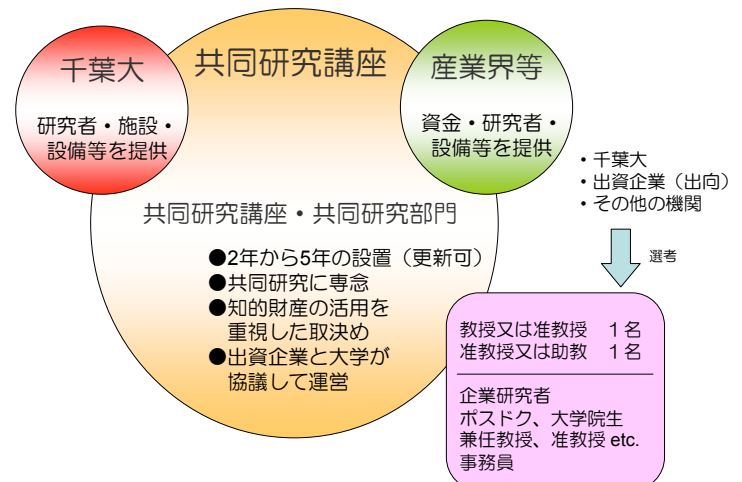 千葉大
研究者・施設・
設備等を提供
共同研究講座
産業界等
資金・研究者・
設備等を提供
共同研究講座・共同研究部門
●2年から5年の設置（更新可）
●共同研究に専念
●知的財産の活用を
重視した取決め
●出資企業と大学が
協議して運営
・千葉大
・出資企業（出向）
・その他の機関
選考
教授又は准教授　１名
准教授又は助教　１名
企業研究者
ポスドク、大学院生
兼任教授、准教授 etc.
事務員